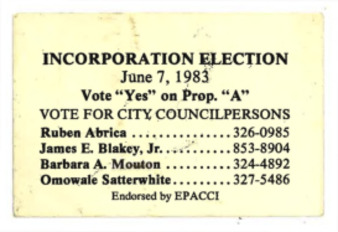 INCORPORATION ELECTION
June 7, 1983
Vote “Yes” on Prop. “A”
VOTE FOR CITY COUNCILPERSONS
Ruben Abrica .............. 326-0985
James E. Blakey, Jr. ......... 853-8904
Barbara A. Mouton .......... 324-4892
Omowale Satterwhite ......... 327-5486
Endorsed by EPACCI